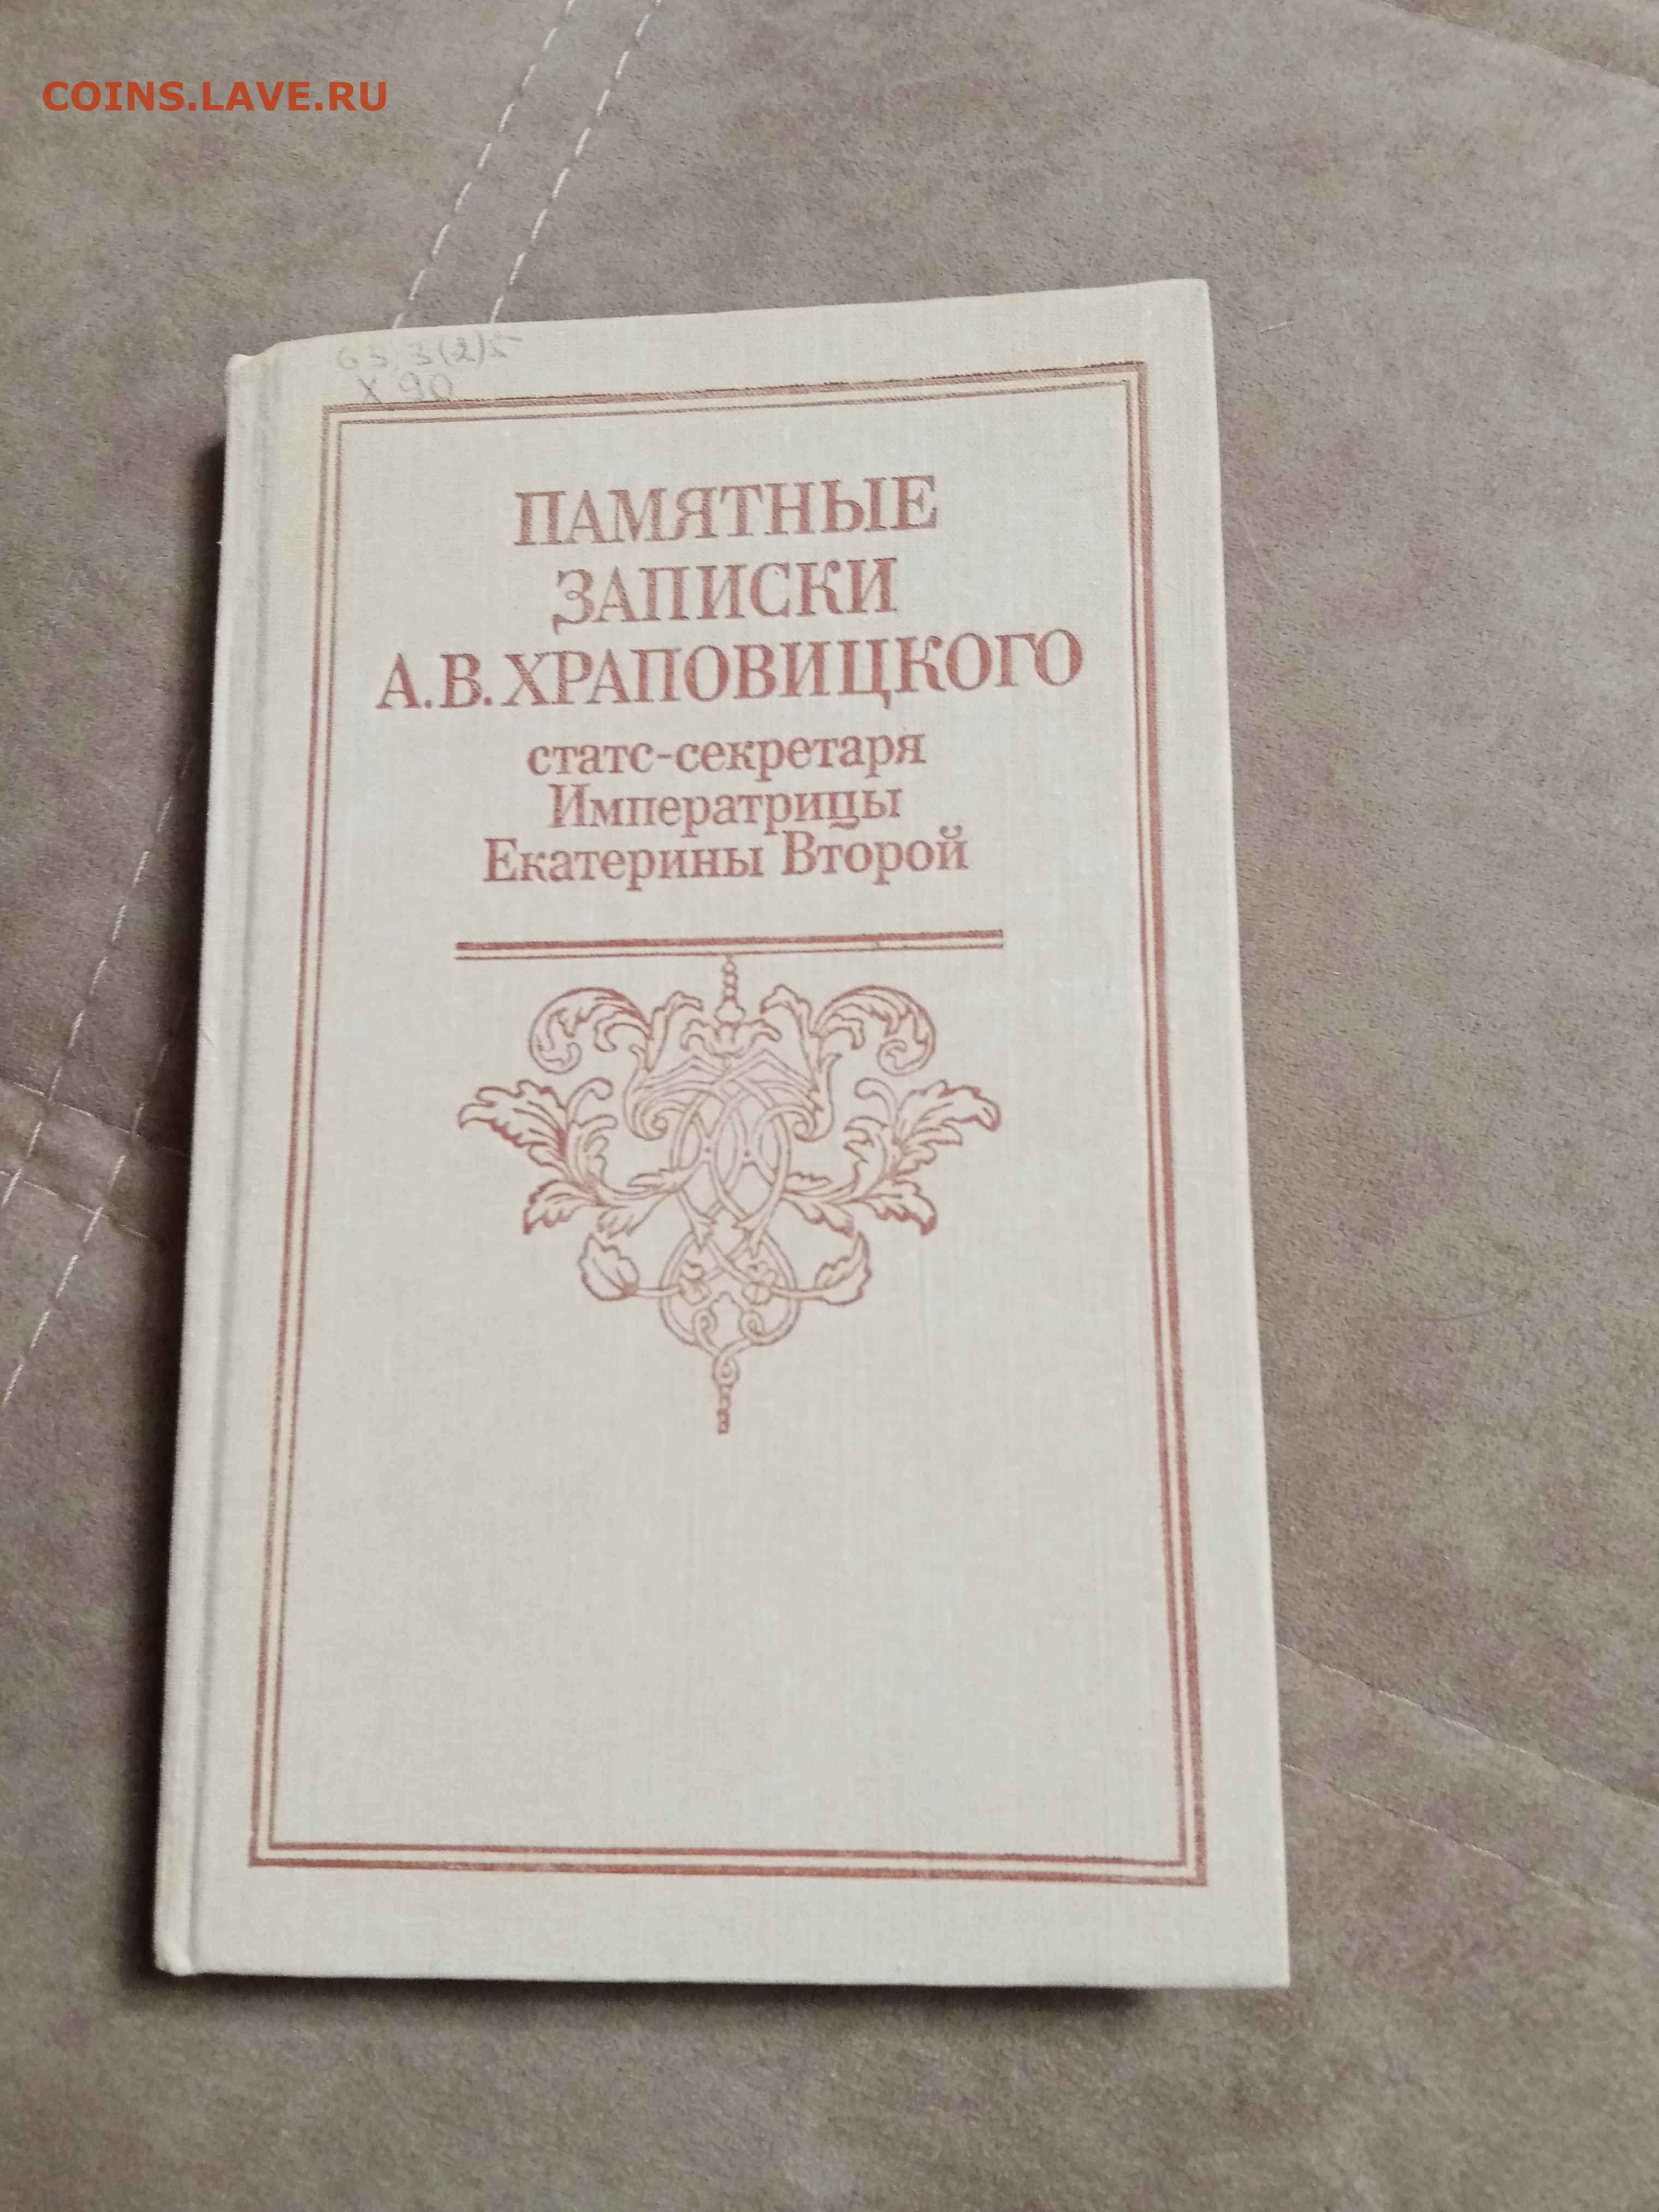 COINS.LAVE.RU
63.3(2)5
Х 90
ПАМЯТНЫЕ
ЗАПИСКИ
А.В.ХРАПОВИЦКОГО
статс-секретаря
Императрицы
Екатерины Второй